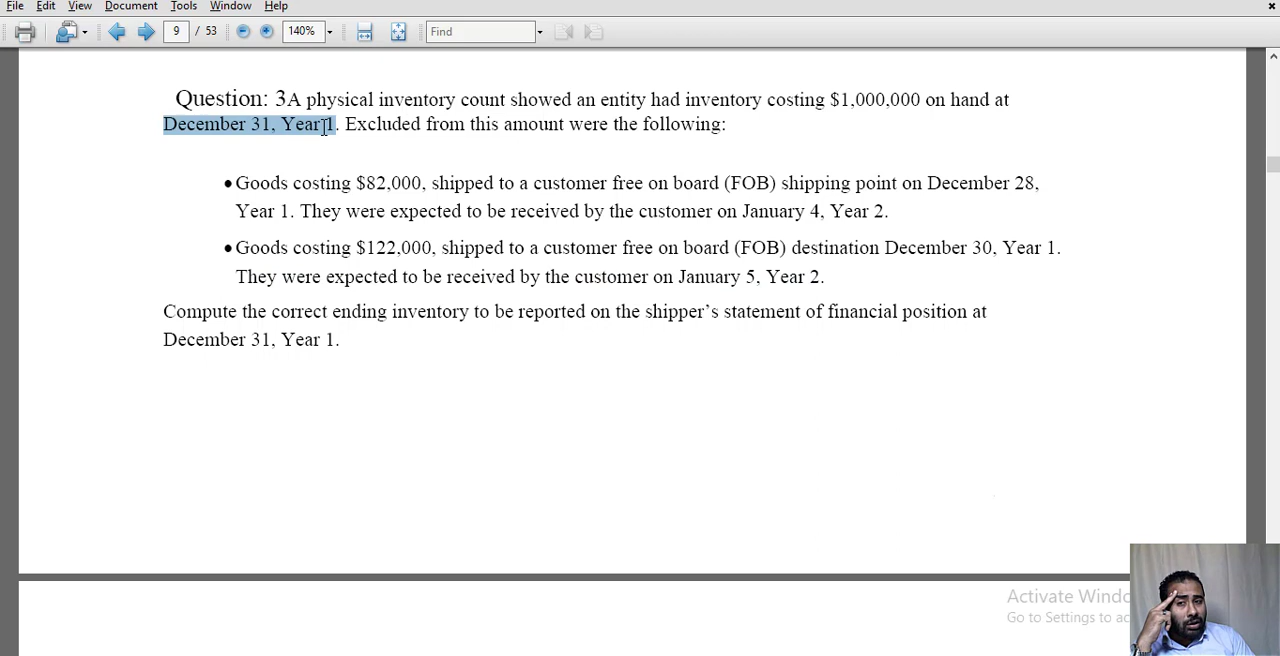 File Edit View Document Tools Window Help
9 / 53 140% Find
Question: 3A physical inventory count showed an entity had inventory costing $1,000,000 on hand at
December 31, Year 1. Excluded from this amount were the following:
• Goods costing $82,000, shipped to a customer free on board (FOB) shipping point on December 28,
Year 1. They were expected to be received by the customer on January 4, Year 2.
• Goods costing $122,000, shipped to a customer free on board (FOB) destination December 30, Year 1.
They were expected to be received by the customer on January 5, Year 2.
Compute the correct ending inventory to be reported on the shipper's statement of financial position at
December 31, Year 1.
Activate Windo
Go to Settings to ac